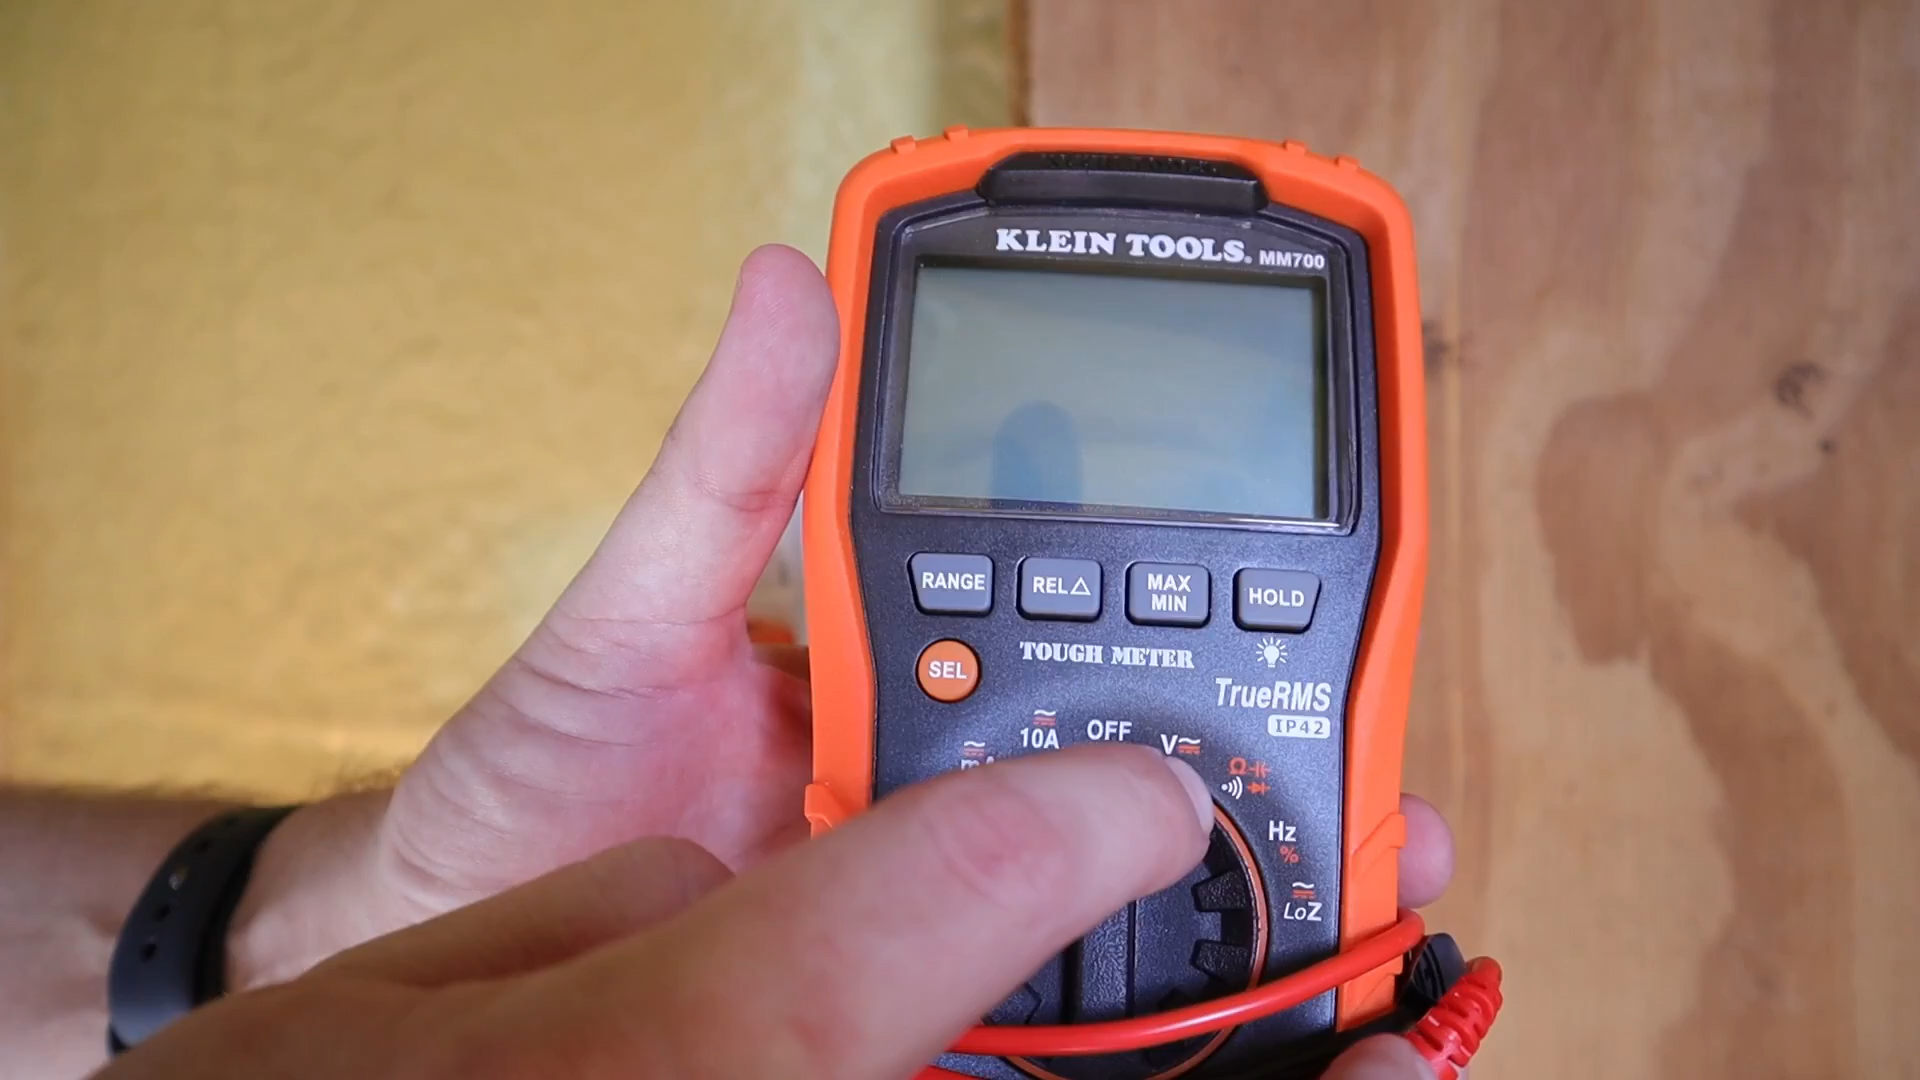 KLEIN TOOLS® MM700
RANGE
REL△
MAX
MIN
HOLD
SEL
TOUGH METER
TrueRMS
IP42
10A
OFF
V
Ω
Hz
%
LoZ